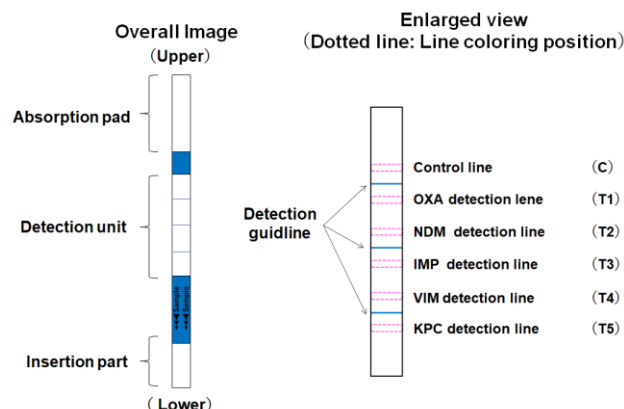 Overall Image
(Upper)
Absorption pad
Detection unit
Sample
Sample
Insertion part
( Lower)
Enlarged view
(Dotted line: Line coloring position)
Control line (C)
OXA detection lene (T1)
NDM detection line (T2)
IMP detection line (T3)
VIM detection line (T4)
KPC detection line (T5)
Detection
guidline